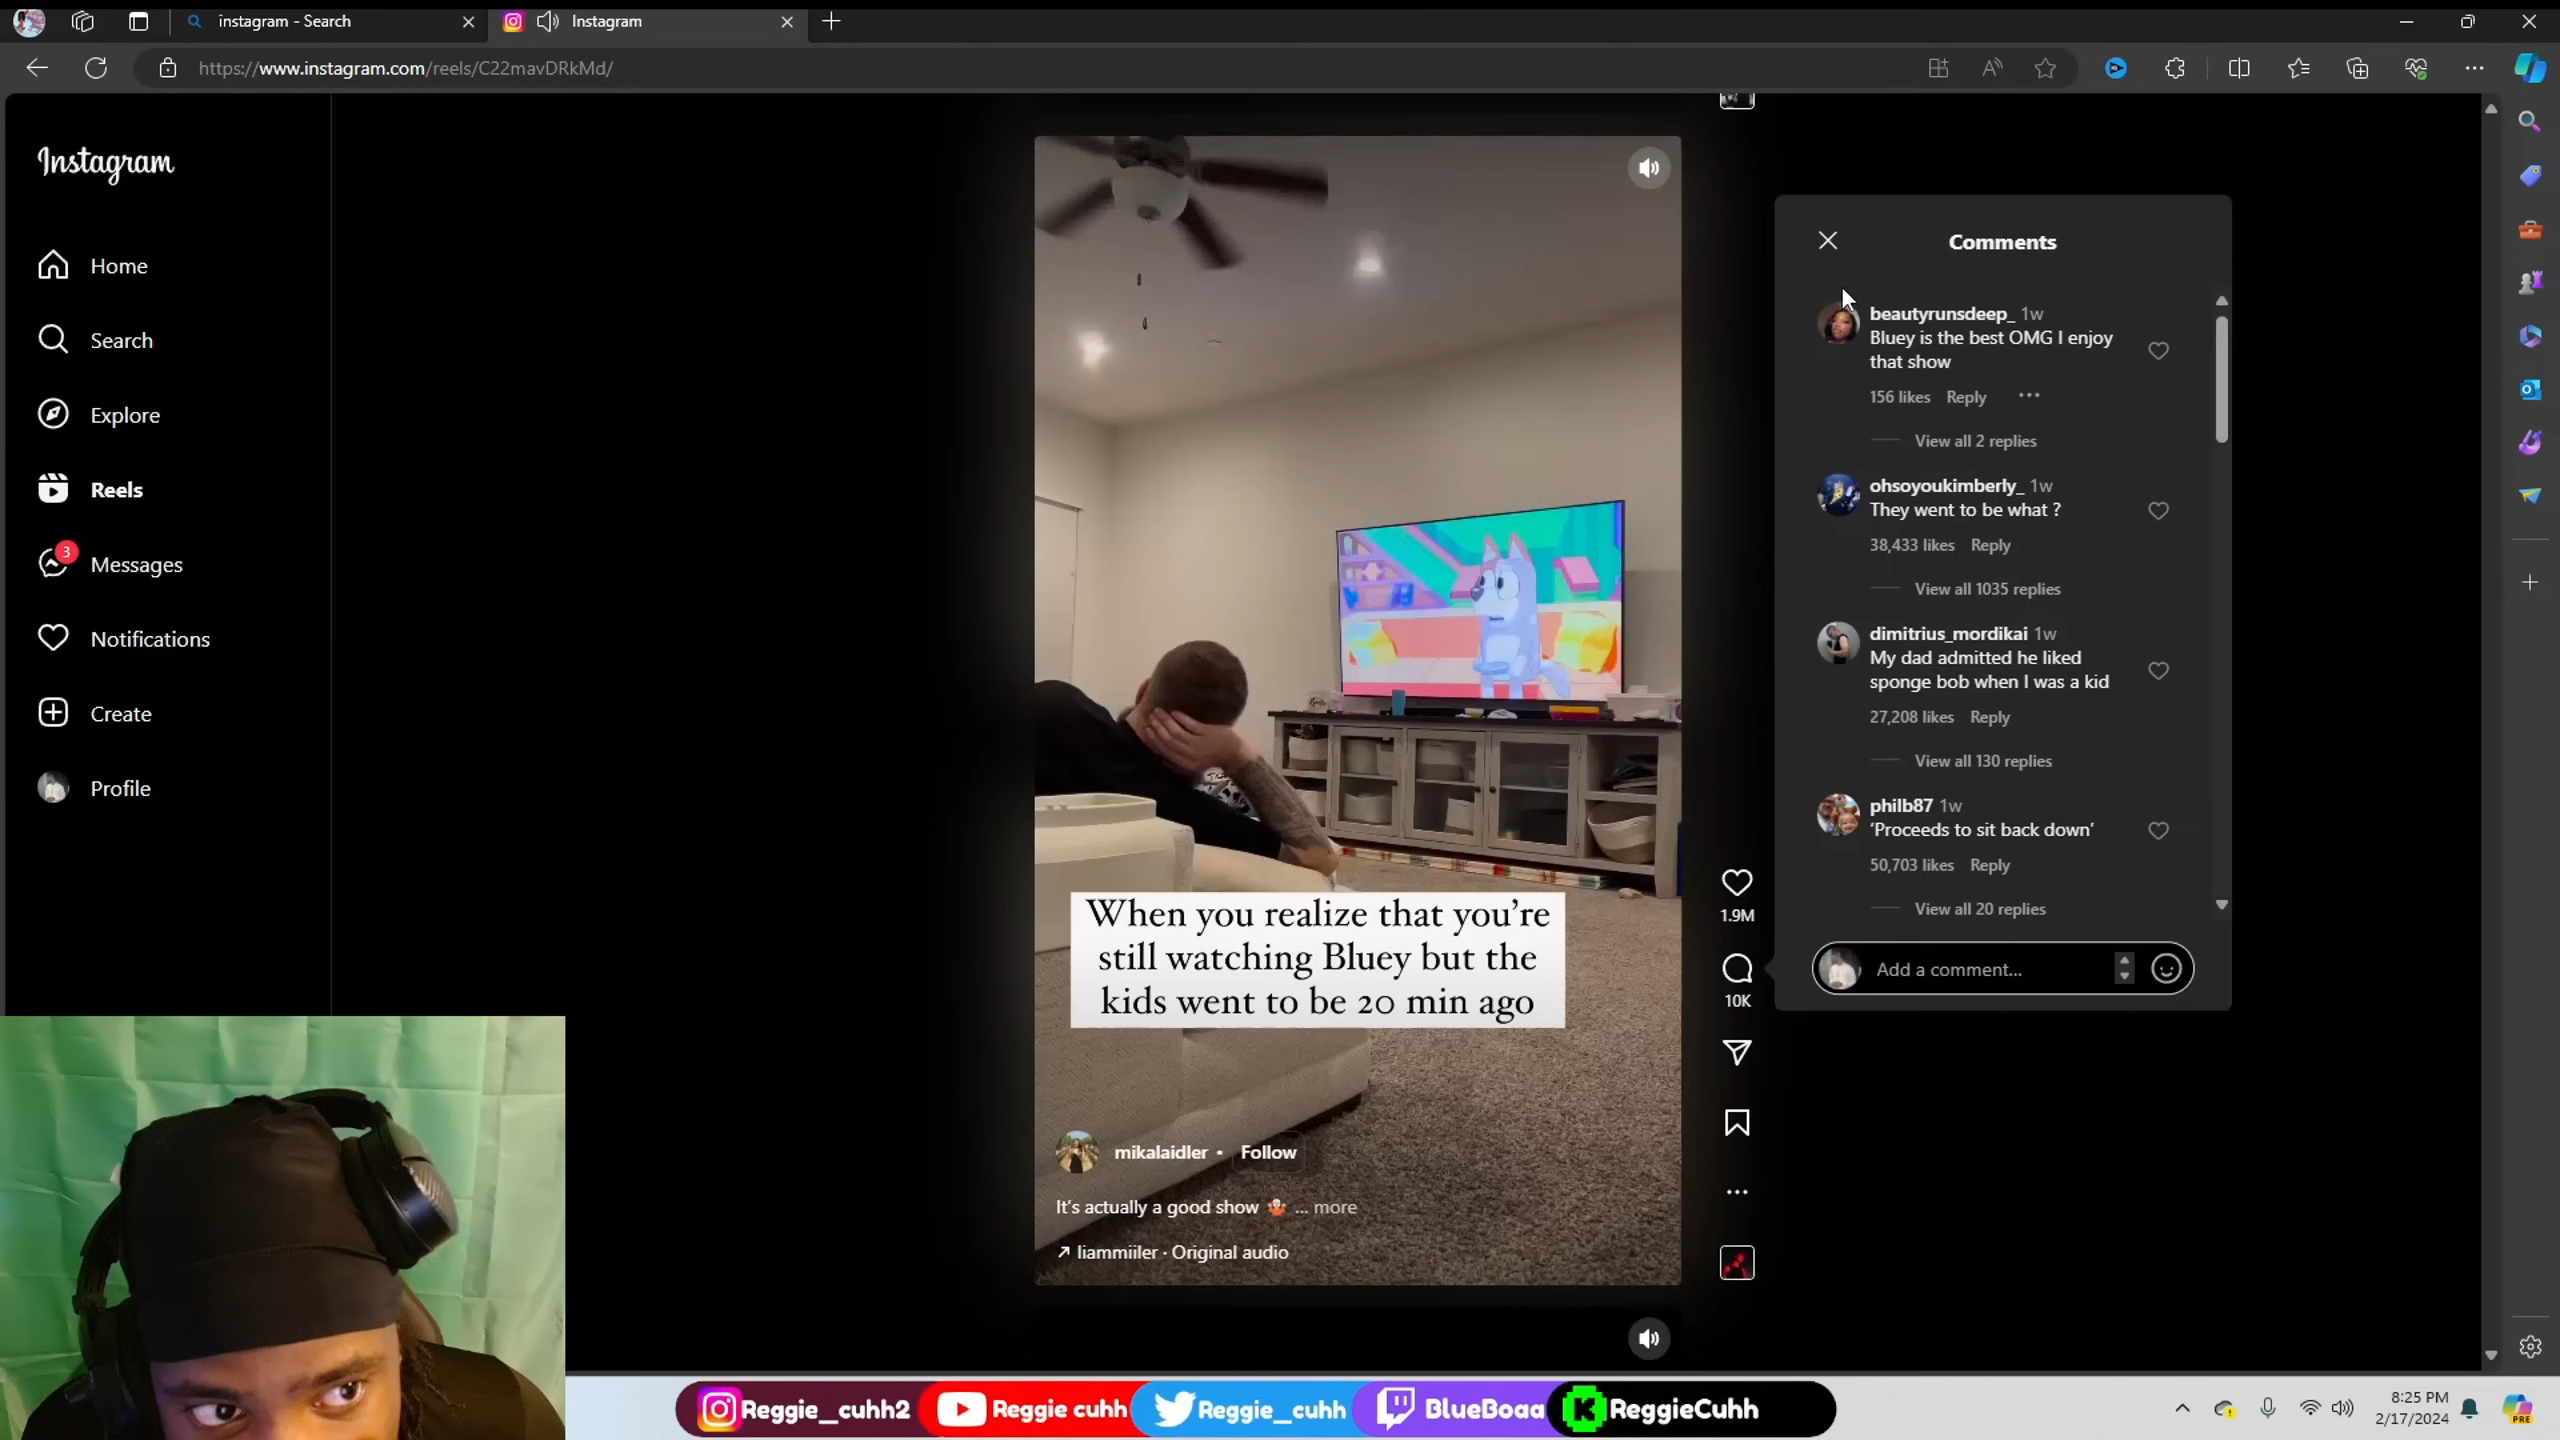 instagram - Search
Instagram
https://www.instagram.com/reels/C22mavDRkMd/
Instagram
Home
Search
Explore
Reels
3
Messages
Notifications
Create
Profile
When you realize that you're
still watching Bluey but the
kids went to be 20 min ago
mikalaidler • Follow
It's actually a good show 🤷 ... more
liammiiler · Original audio
1.9M
10K
Comments
beautyrunsdeep_ 1w
Bluey is the best OMG I enjoy
that show
156 likes Reply
View all 2 replies
ohsoyoukimberly_ 1w
They went to be what ?
38,433 likes Reply
View all 1035 replies
dimitrius_mordikai 1w
My dad admitted he liked
sponge bob when I was a kid
27,208 likes Reply
View all 130 replies
philb87 1w
'Proceeds to sit back down'
50,703 likes Reply
View all 20 replies
Add a comment...
Reggie_cuhh2
Reggie cuhh
Reggie_cuhh
BlueBoaa
ReggieCuhh
8:25 PM
2/17/2024
PRE